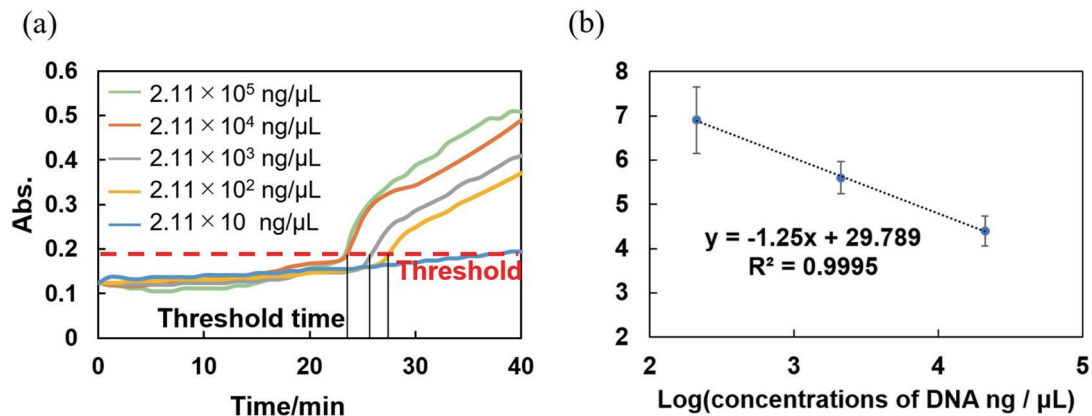 (a)
Abs.
0.6
0.5
0.4
0.3
0.2
0.1
0
2.11×10⁵ ng/μL
2.11×10⁴ ng/μL
2.11×10³ ng/μL
2.11×10² ng/μL
2.11×10 ng/μL
Threshold
Threshold time
0 10 20 30 40
Time/min
(b)
8
7
6
5
4
3
2
y = -1.25x + 29.789
R² = 0.9995
2 3 4 5
Log(concentrations of DNA ng / μL)